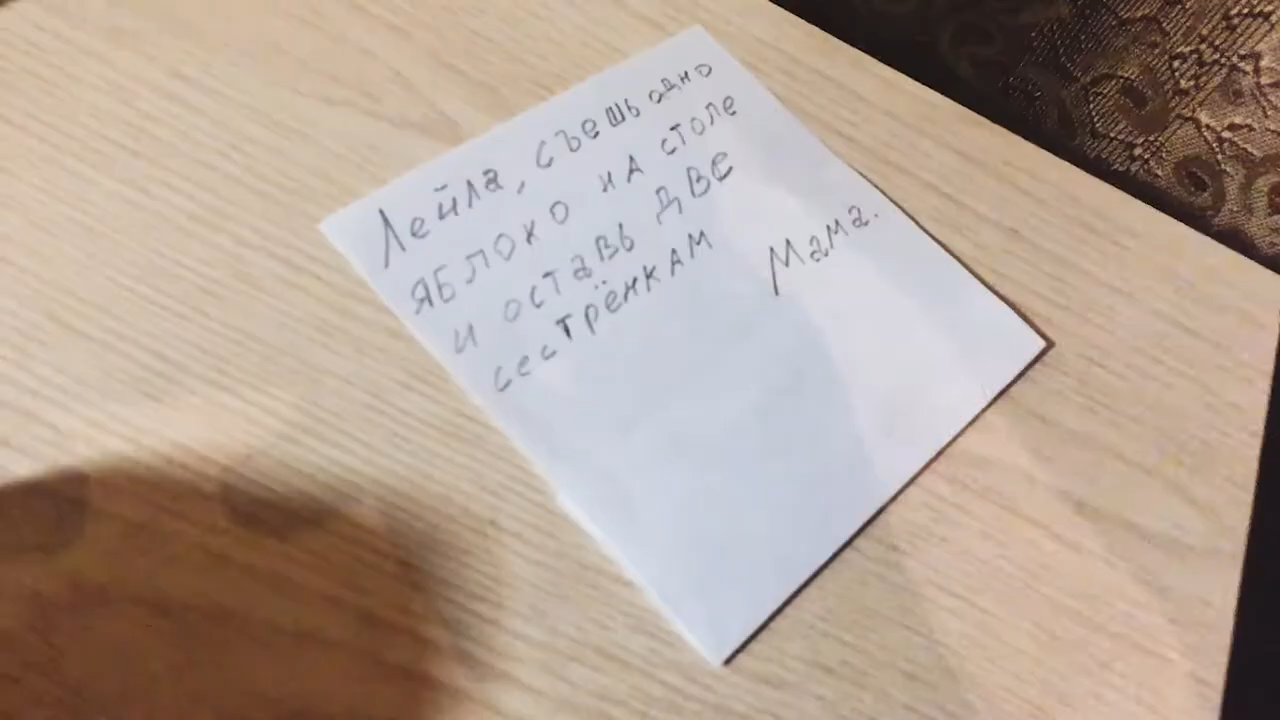 Лейла, съешь одно
яблоко на столе
и оставь две
сестрёнкам
Мама.